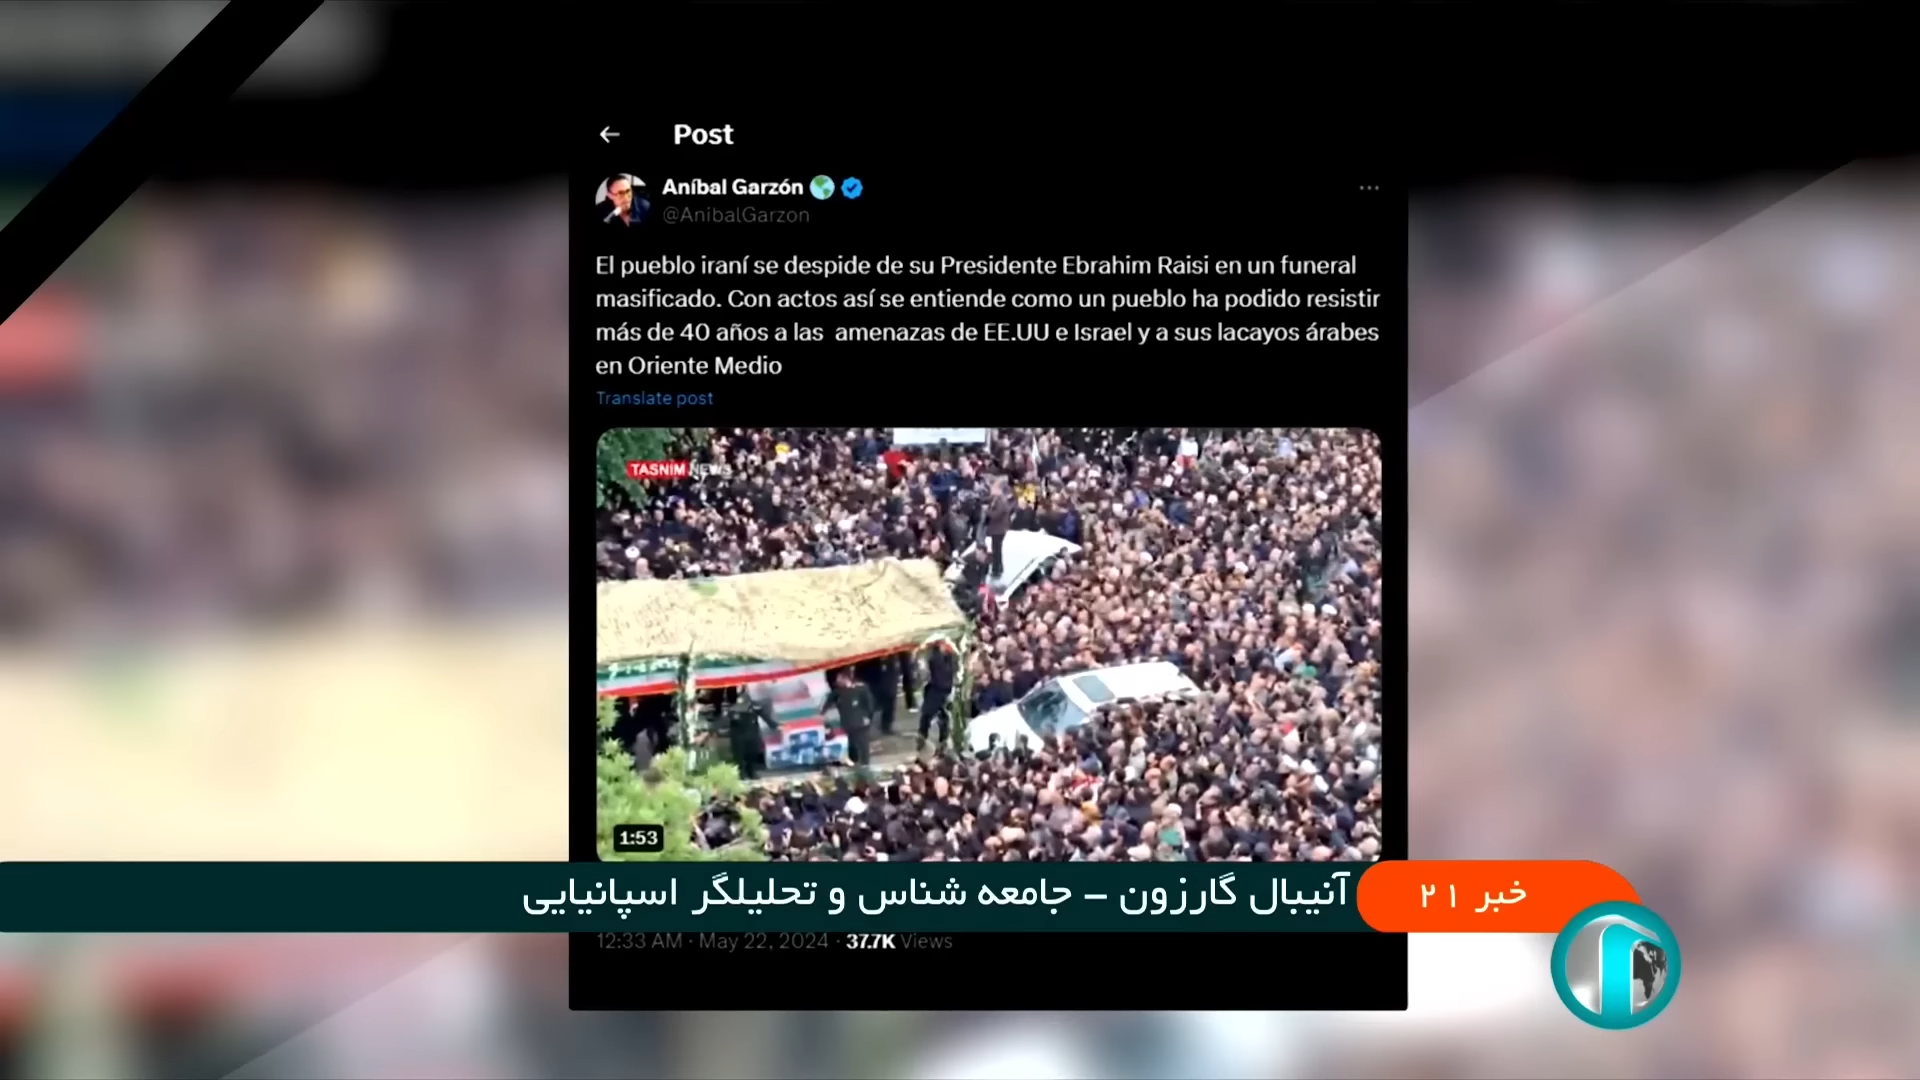 Post
Aníbal Garzón
@AnibalGarzon
El pueblo iraní se despide de su Presidente Ebrahim Raisi en un funeral
masificado. Con actos así se entiende como un pueblo ha podido resistir
más de 40 años a las amenazas de EE.UU e Israel y a sus lacayos árabes
en Oriente Medio
Translate post
TASNIM NEWS
1:53
خبر ۲۱
آنیبال گارزون – جامعه شناس و تحلیلگر اسپانیایی
12:33 AM · May 22, 2024 · 37.7K Views